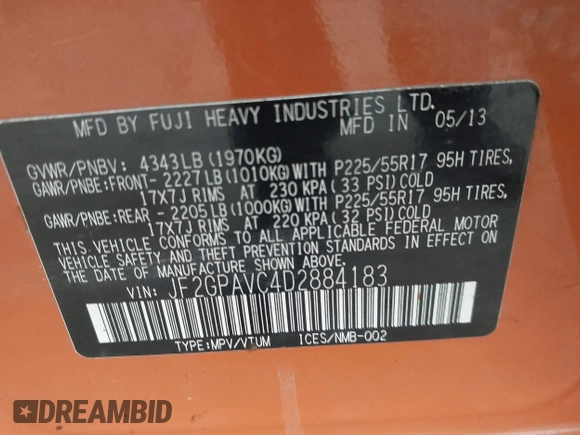 MFD BY FUJI HEAVY INDUSTRIES LTD.
MFD IN 05/13
GVWR/PNBV: 4343LB(1970KG)
GAWR/PNBE:FRONT- 2227LB(1010KG)WITH P225/55R17 95H TIRES,
17X7J RIMS AT 230 KPA(33 PSI)COLD
GAWR/PNBE:REAR - 2205LB(1000KG)WITH P225/55R17 95H TIRES,
17X7J RIMS AT 220 KPA(32 PSI)COLD
THIS VEHICLE CONFORMS TO ALL APPLICABLE FEDERAL MOTOR
VEHICLE SAFETY AND THEFT PREVENTION STANDARDS IN EFFECT ON
THE DATE OF MANUFACTURE SHOWN ABOVE.
VIN: JF2GPAVC4D2884183
TYPE:MPV/VTUM ICES/NMB-002
DREAMBID